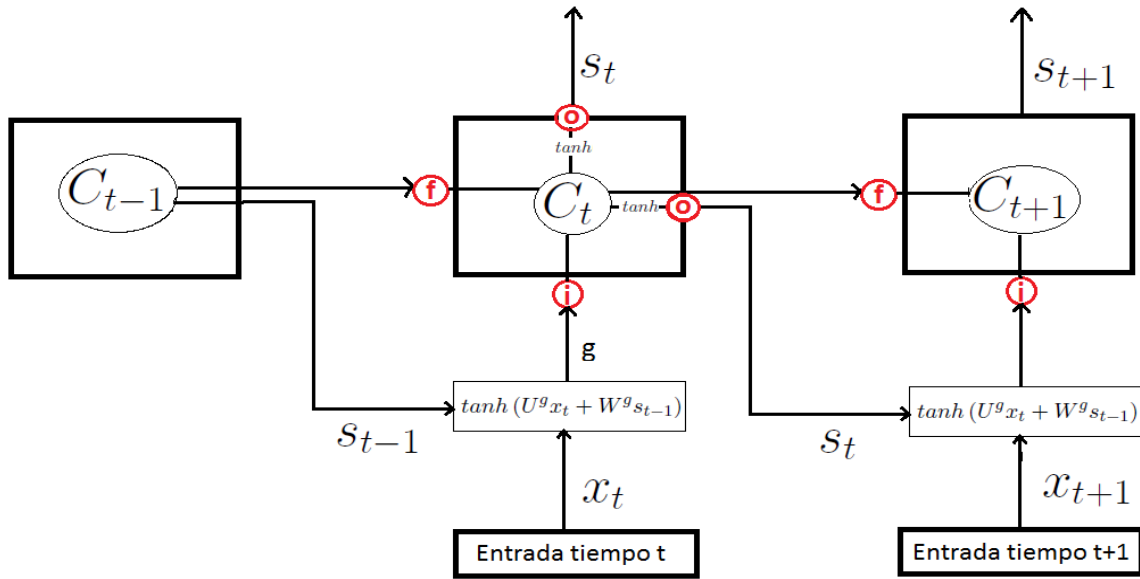 s_t
s_{t+1}
o
tanh
C_{t-1}
f
C_t
tanh
o
f
C_{t+1}
i
i
g
tanh (U^g x_t + W^g s_{t-1})
tanh (U^g x_t + W^g s_{t-1})
s_{t-1}
s_t
x_t
x_{t+1}
Entrada tiempo t
Entrada tiempo t+1